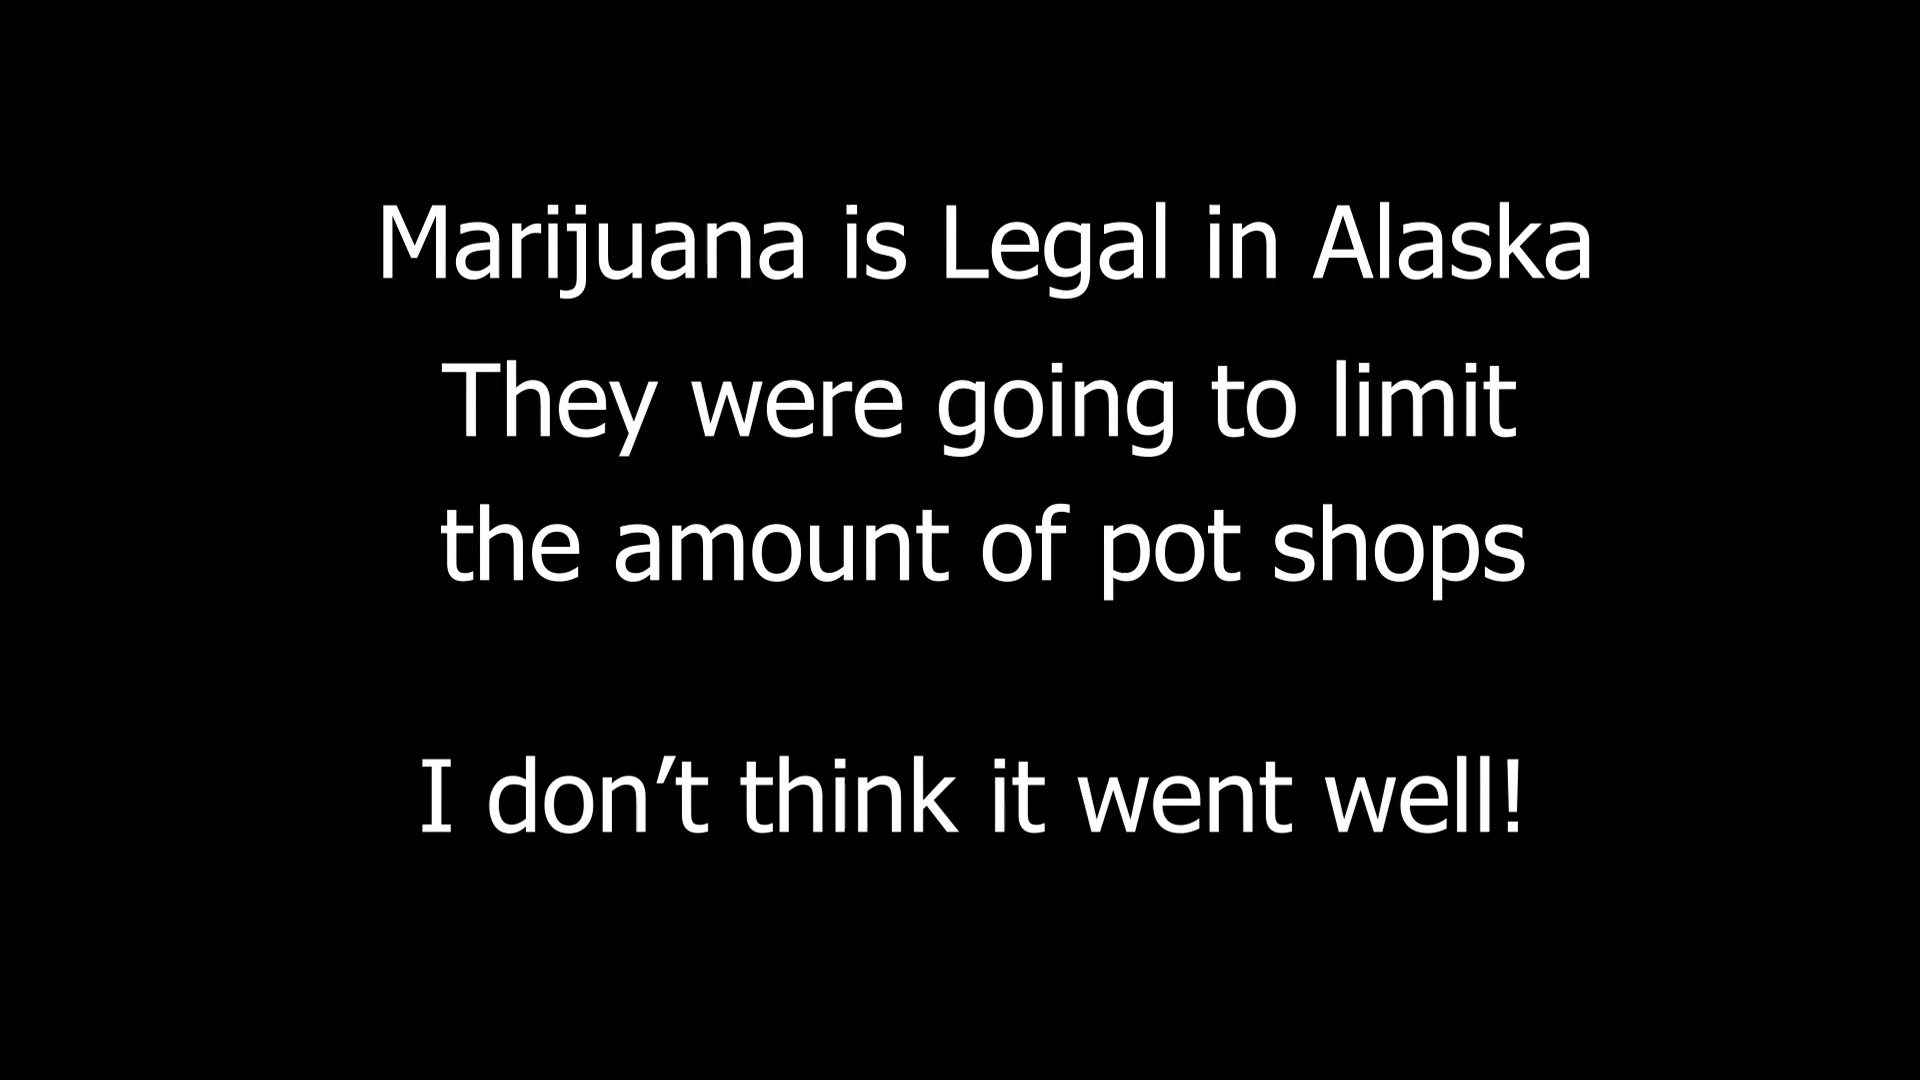 Marijuana is Legal in Alaska
They were going to limit
the amount of pot shops
I don’t think it went well!